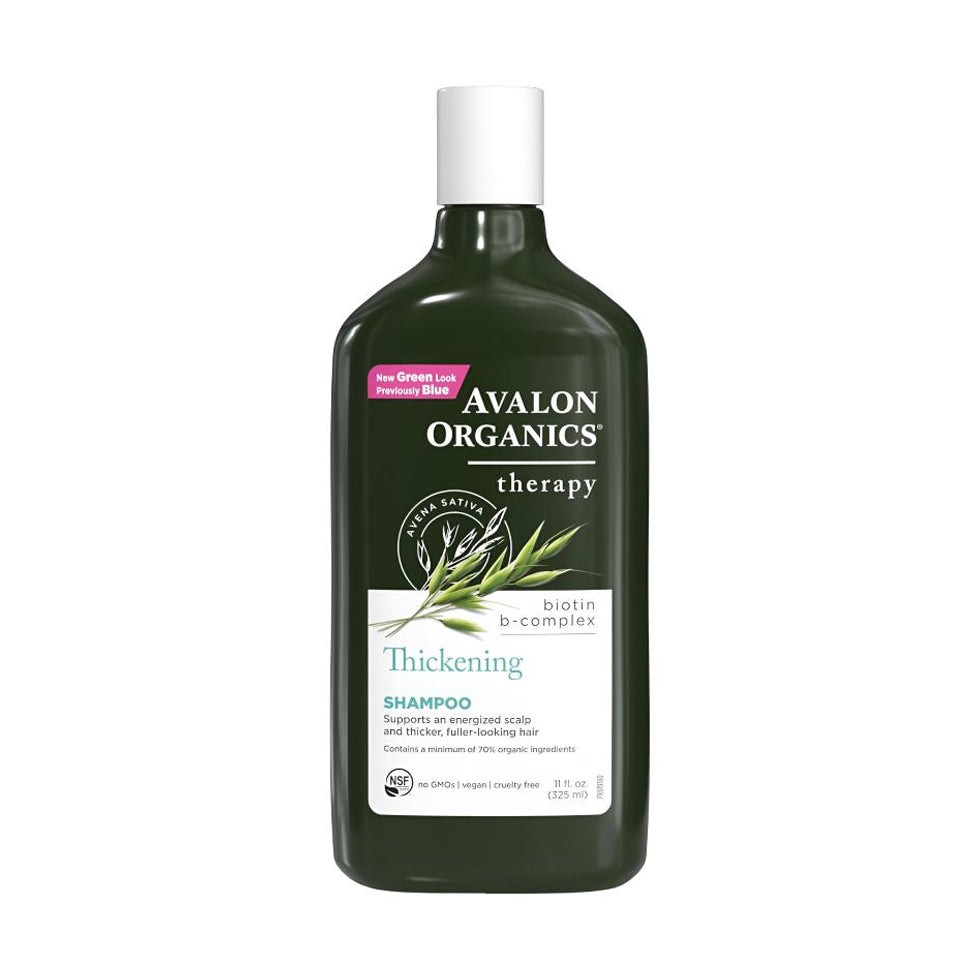 New Green Look
Previously Blue
AVALON
ORGANICS®
therapy
AVENA SATIVA
biotin
b-complex
Thickening
SHAMPOO
Supports an energized scalp
and thicker, fuller-looking hair
Contains a minimum of 70% organic ingredients
NSF
no GMOs | vegan | cruelty free
11 fl. oz.
(325 ml)